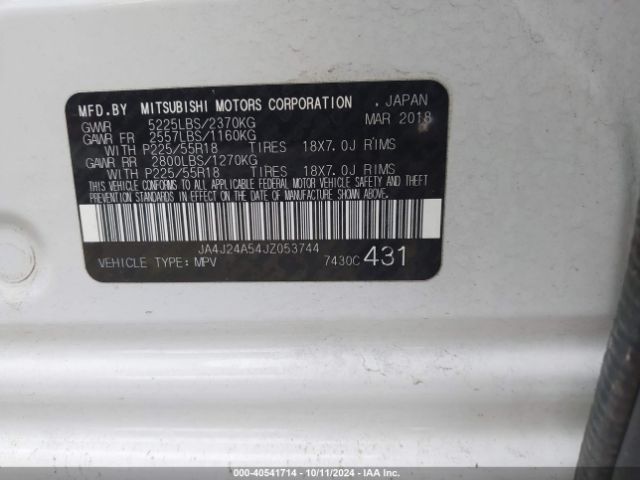 MFD.BY MITSUBISHI MOTORS CORPORATION . JAPAN
GVWR 5225LBS/2370KG MAR 2018
GAWR FR 2557LBS/1160KG
WITH P225/55R18 TIRES 18X7.0J RIMS
GAWR RR 2800LBS/1270KG
WITH P225/55R18 TIRES 18X7.0J RIMS
THIS VEHICLE CONFORMS TO ALL APPLICABLE FEDERAL MOTOR VEHICLE SAFETY AND THEFT
PREVENTION STANDARDS IN EFFECT ON THE DATE OF MANUFACTURE SHOWN ABOVE.
JA4J24A54JZ053744
VEHICLE TYPE: MPV 7430C 431
000-40541714 - 10/11/2024 - IAA Inc. Copyright